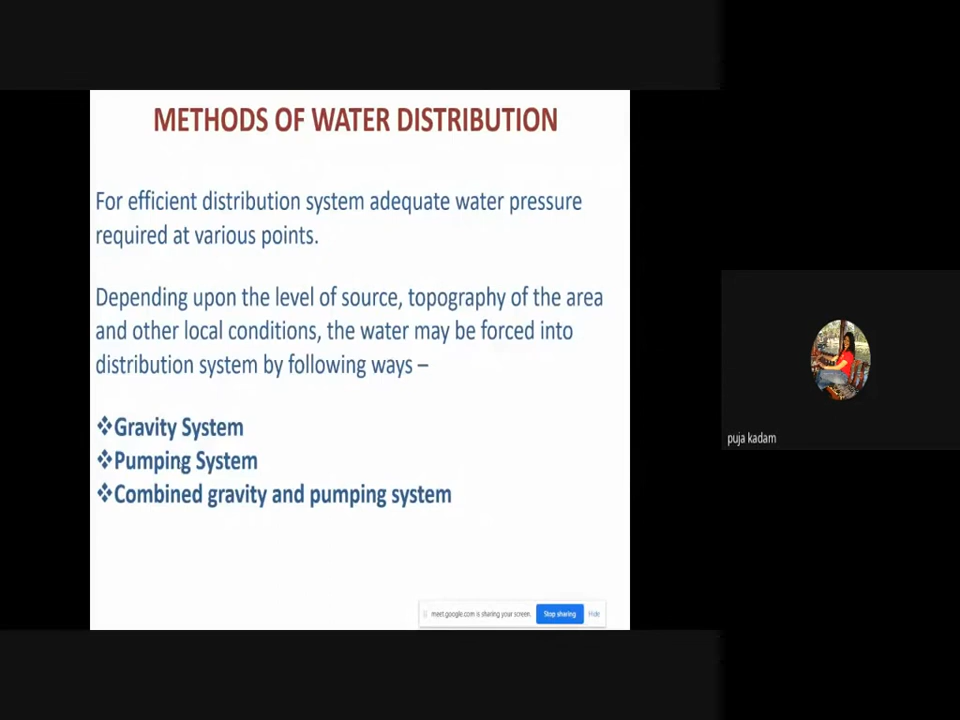 METHODS OF WATER DISTRIBUTION
For efficient distribution system adequate water pressure
required at various points.
Depending upon the level of source, topography of the area
and other local conditions, the water may be forced into
distribution system by following ways –
❖Gravity System
❖Pumping System
❖Combined gravity and pumping system
meet.google.com is sharing your screen. Stop sharing Hide
puja kadam